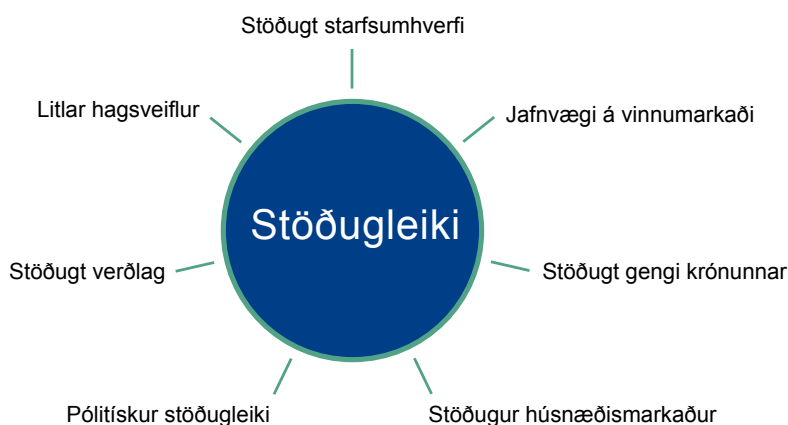 Stöðugt starfsumhverfi
Litlar hagsveiflur
Jafnvægi á vinnumarkaði
Stöðugleiki
Stöðugt verðlag
Stöðugt gengi krónunnar
Pólitískur stöðugleiki
Stöðugur húsnæðismarkaður